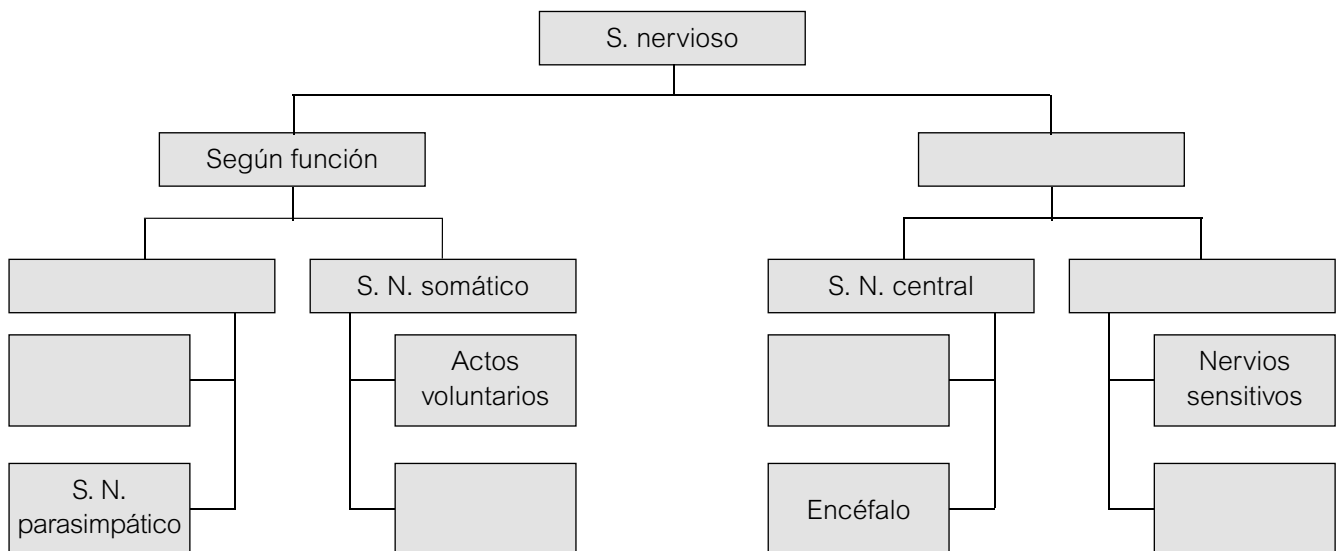 S. nervioso
Según función
S. N. somático
S. N. central
Actos
voluntarios
Nervios
sensitivos
S. N.
parasimpático
Encéfalo